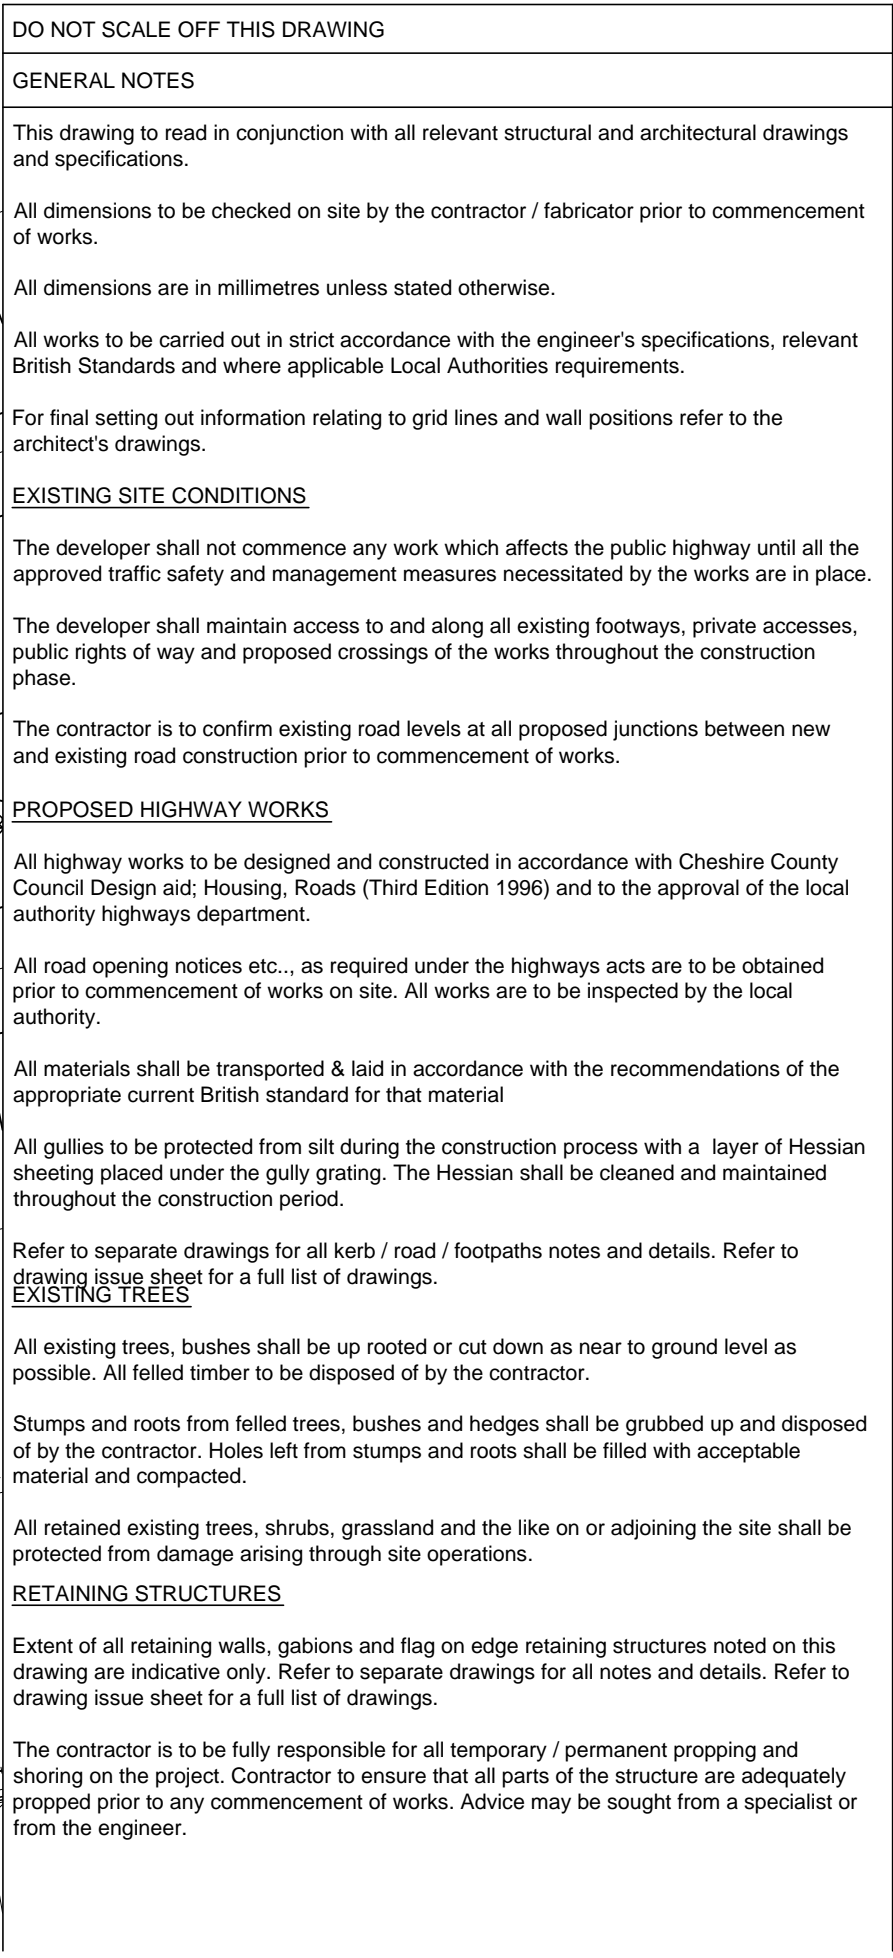 DO NOT SCALE OFF THIS DRAWING
GENERAL NOTES
This drawing to read in conjunction with all relevant structural and architectural drawings
and specifications.
All dimensions to be checked on site by the contractor / fabricator prior to commencement
of works.
All dimensions are in millimetres unless stated otherwise.
All works to be carried out in strict accordance with the engineer's specifications, relevant
British Standards and where applicable Local Authorities requirements.
For final setting out information relating to grid lines and wall positions refer to the
architect's drawings.
EXISTING SITE CONDITIONS
The developer shall not commence any work which affects the public highway until all the
approved traffic safety and management measures necessitated by the works are in place.
The developer shall maintain access to and along all existing footways, private accesses,
public rights of way and proposed crossings of the works throughout the construction
phase.
The contractor is to confirm existing road levels at all proposed junctions between new
and existing road construction prior to commencement of works.
PROPOSED HIGHWAY WORKS
All highway works to be designed and constructed in accordance with Cheshire County
Council Design aid; Housing, Roads (Third Edition 1996) and to the approval of the local
authority highways department.
All road opening notices etc.., as required under the highways acts are to be obtained
prior to commencement of works on site. All works are to be inspected by the local
authority.
All materials shall be transported & laid in accordance with the recommendations of the
appropriate current British standard for that material
All gullies to be protected from silt during the construction process with a  layer of Hessian
sheeting placed under the gully grating. The Hessian shall be cleaned and maintained
throughout the construction period.
Refer to separate drawings for all kerb / road / footpaths notes and details. Refer to
drawing issue sheet for a full list of drawings.
EXISTING TREES
All existing trees, bushes shall be up rooted or cut down as near to ground level as
possible. All felled timber to be disposed of by the contractor.
Stumps and roots from felled trees, bushes and hedges shall be grubbed up and disposed
of by the contractor. Holes left from stumps and roots shall be filled with acceptable
material and compacted.
All retained existing trees, shrubs, grassland and the like on or adjoining the site shall be
protected from damage arising through site operations.
RETAINING STRUCTURES
Extent of all retaining walls, gabions and flag on edge retaining structures noted on this
drawing are indicative only. Refer to separate drawings for all notes and details. Refer to
drawing issue sheet for a full list of drawings.
The contractor is to be fully responsible for all temporary / permanent propping and
shoring on the project. Contractor to ensure that all parts of the structure are adequately
propped prior to any commencement of works. Advice may be sought from a specialist or
from the engineer.